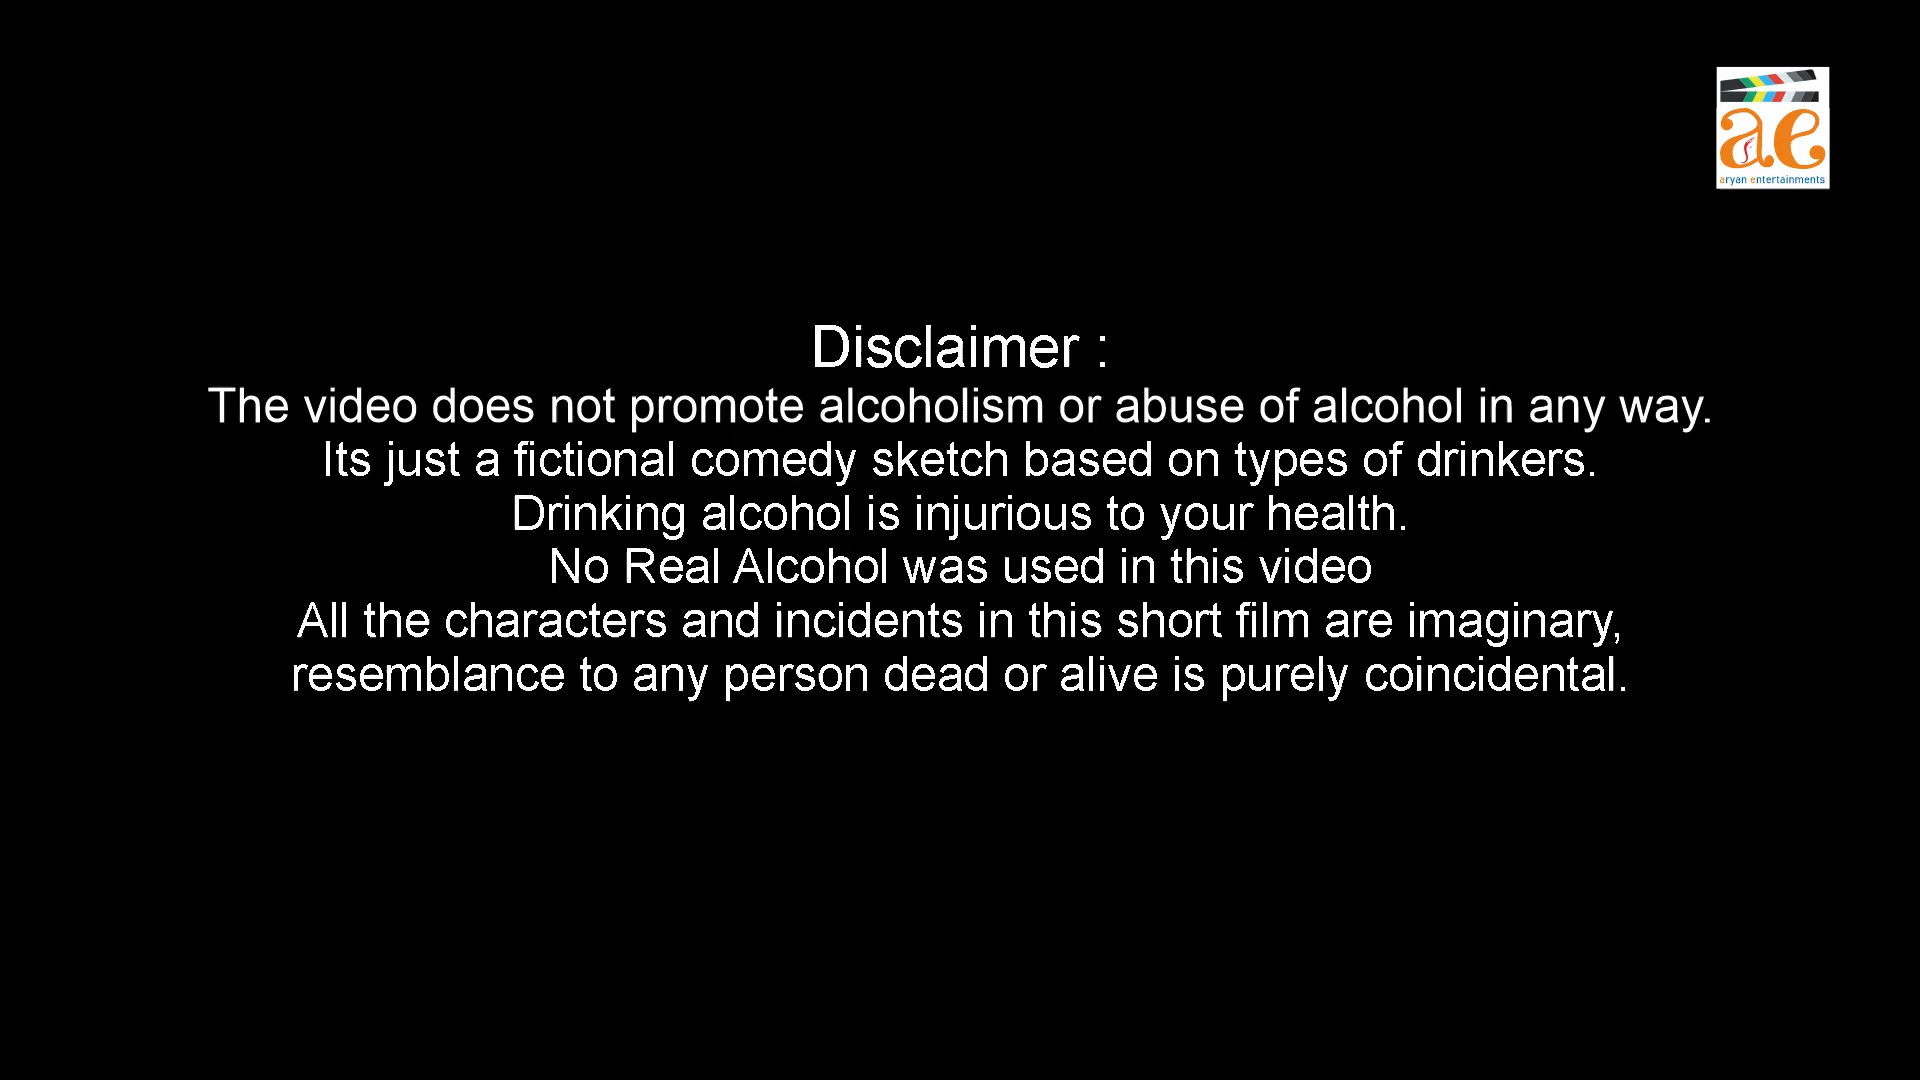 ae
aryan entertainments
Disclaimer :
The video does not promote alcoholism or abuse of alcohol in any way.
Its just a fictional comedy sketch based on types of drinkers.
Drinking alcohol is injurious to your health.
No Real Alcohol was used in this video
All the characters and incidents in this short film are imaginary,
resemblance to any person dead or alive is purely coincidental.